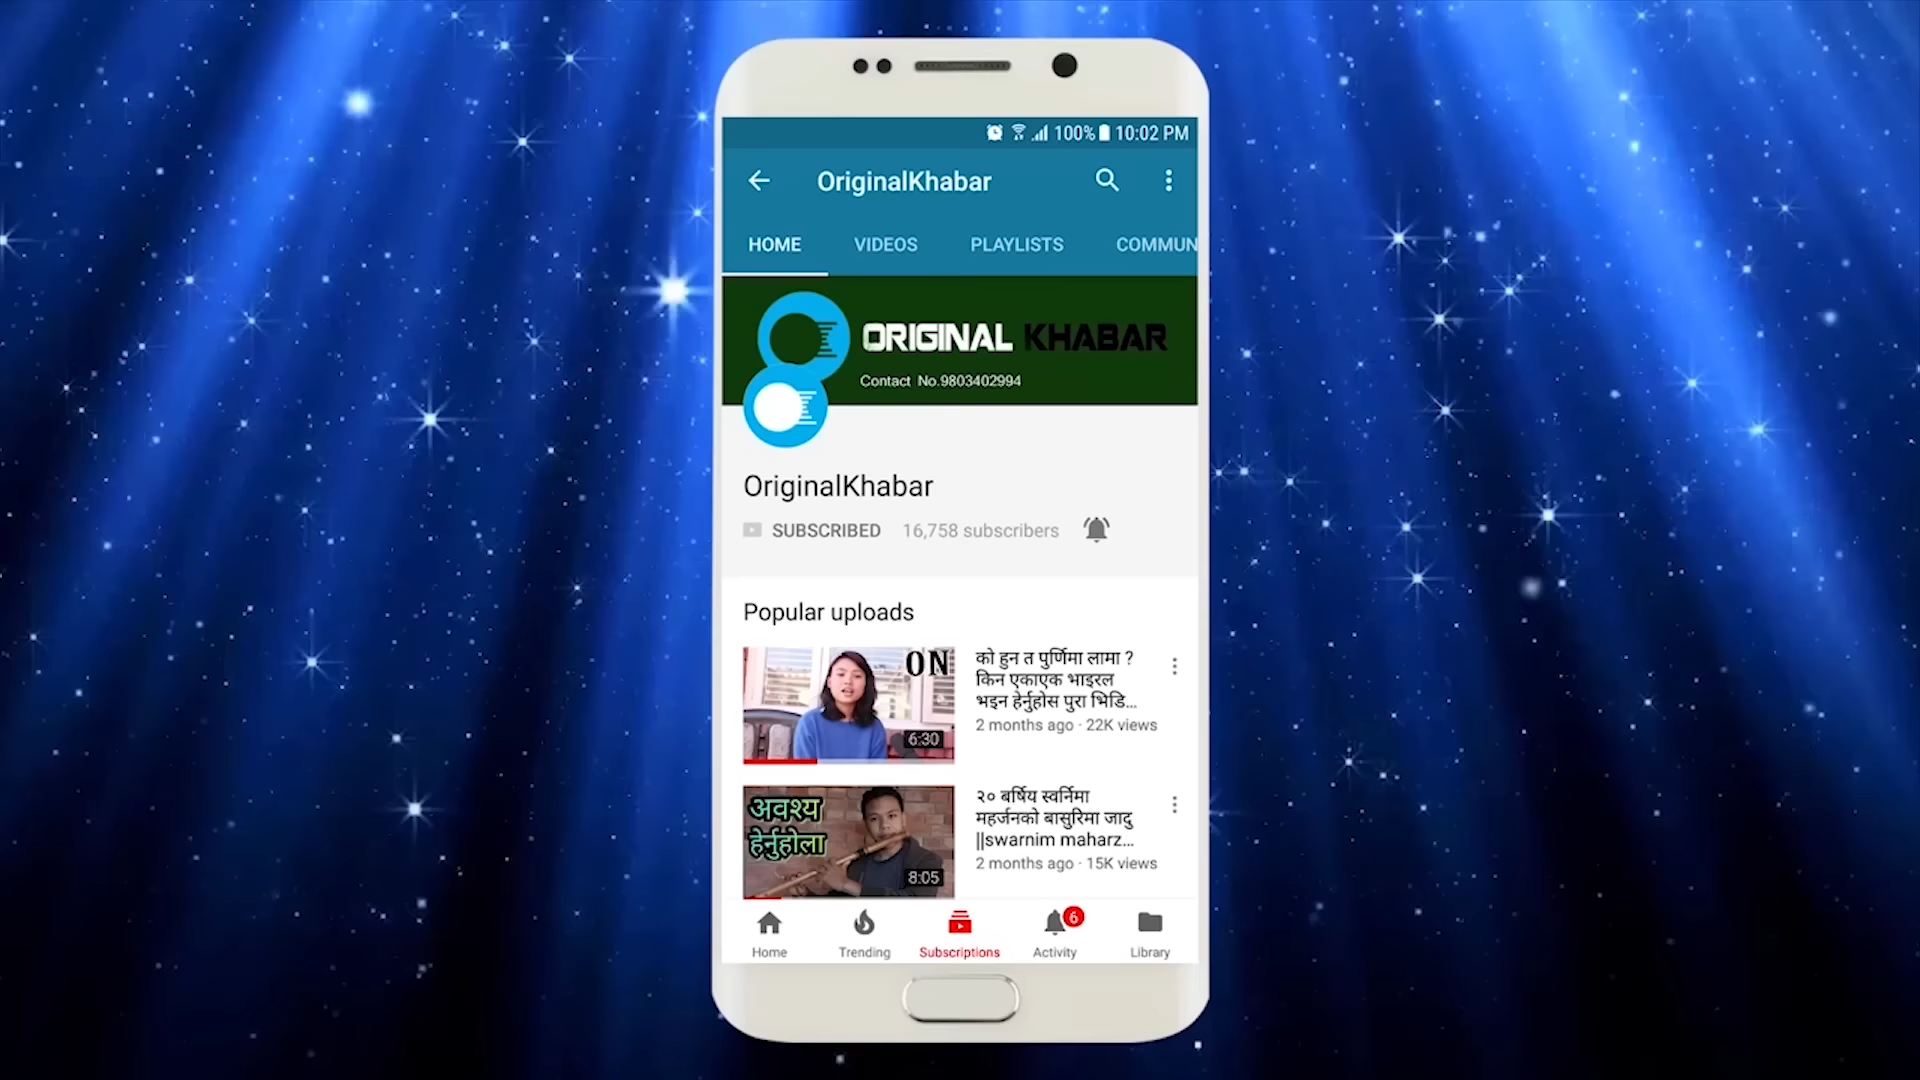 100% 10:02 PM
OriginalKhabar
HOME VIDEOS PLAYLISTS COMMUN
ORIGINAL KHABAR
Contact No.9803402994
OriginalKhabar
SUBSCRIBED 16,758 subscribers
Popular uploads
ON
6:30
को हुन त पुर्णिमा लामा ?
किन एकाएक भाइरल
भइन हेर्नुहोस पुरा भिडि...
2 months ago · 22K views
अवश्य
हेर्नुहोला
8:05
२० बर्षिय स्वर्निमा
महर्जनको बासुरिमा जादु
||swarnim maharz...
2 months ago · 15K views
6
Home Trending Subscriptions Activity Library